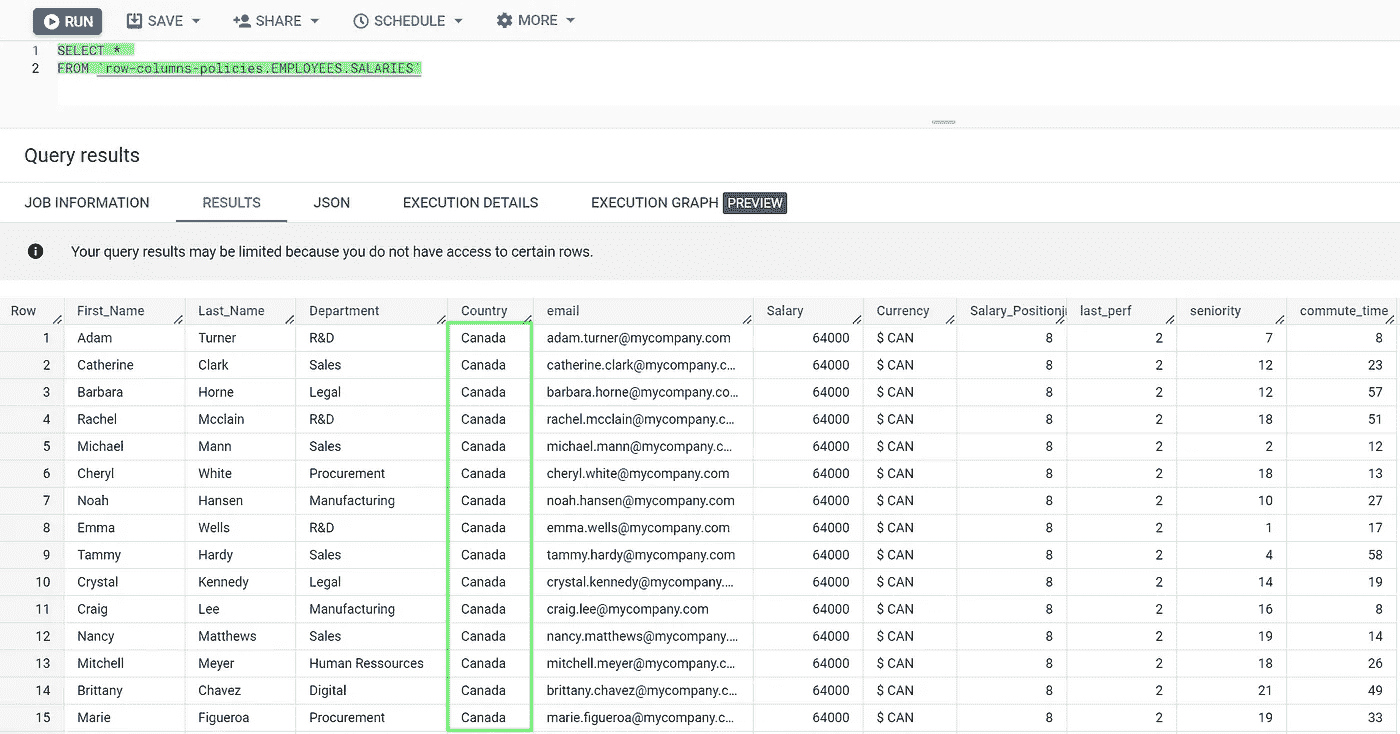 RUN SAVE SHARE SCHEDULE MORE
1 SELECT *
2 FROM `row-columns-policies.EMPLOYEES.SALARIES`
Query results
JOB INFORMATION RESULTS JSON EXECUTION DETAILS EXECUTION GRAPH PREVIEW
Your query results may be limited because you do not have access to certain rows.
Row First_Name Last_Name Department Country email Salary Currency Salary_Position last_perf seniority commute_time
1 Adam Turner R&D Canada adam.turner@mycompany.com 64000 $ CAN 8 2 7 8
2 Catherine Clark Sales Canada catherine.clark@mycompany.c... 64000 $ CAN 8 2 12 23
3 Barbara Horne Legal Canada barbara.horne@mycompany.co... 64000 $ CAN 8 2 12 57
4 Rachel Mcclain R&D Canada rachel.mcclain@mycompany.c... 64000 $ CAN 8 2 18 51
5 Michael Mann Sales Canada michael.mann@mycompany.c... 64000 $ CAN 8 2 2 12
6 Cheryl White Procurement Canada cheryl.white@mycompany.com 64000 $ CAN 8 2 18 13
7 Noah Hansen Manufacturing Canada noah.hansen@mycompany.com 64000 $ CAN 8 2 10 27
8 Emma Wells R&D Canada emma.wells@mycompany.com 64000 $ CAN 8 2 1 17
9 Tammy Hardy Sales Canada tammy.hardy@mycompany.com 64000 $ CAN 8 2 4 58
10 Crystal Kennedy Legal Canada crystal.kennedy@mycompany.... 64000 $ CAN 8 2 14 19
11 Craig Lee Manufacturing Canada craig.lee@mycompany.com 64000 $ CAN 8 2 16 8
12 Nancy Matthews Sales Canada nancy.matthews@mycompany.... 64000 $ CAN 8 2 19 14
13 Mitchell Meyer Human Ressources Canada mitchell.meyer@mycompany.c... 64000 $ CAN 8 2 18 26
14 Brittany Chavez Digital Canada brittany.chavez@mycompany.c... 64000 $ CAN 8 2 21 49
15 Marie Figueroa Procurement Canada marie.figueroa@mycompany.c... 64000 $ CAN 8 2 19 33